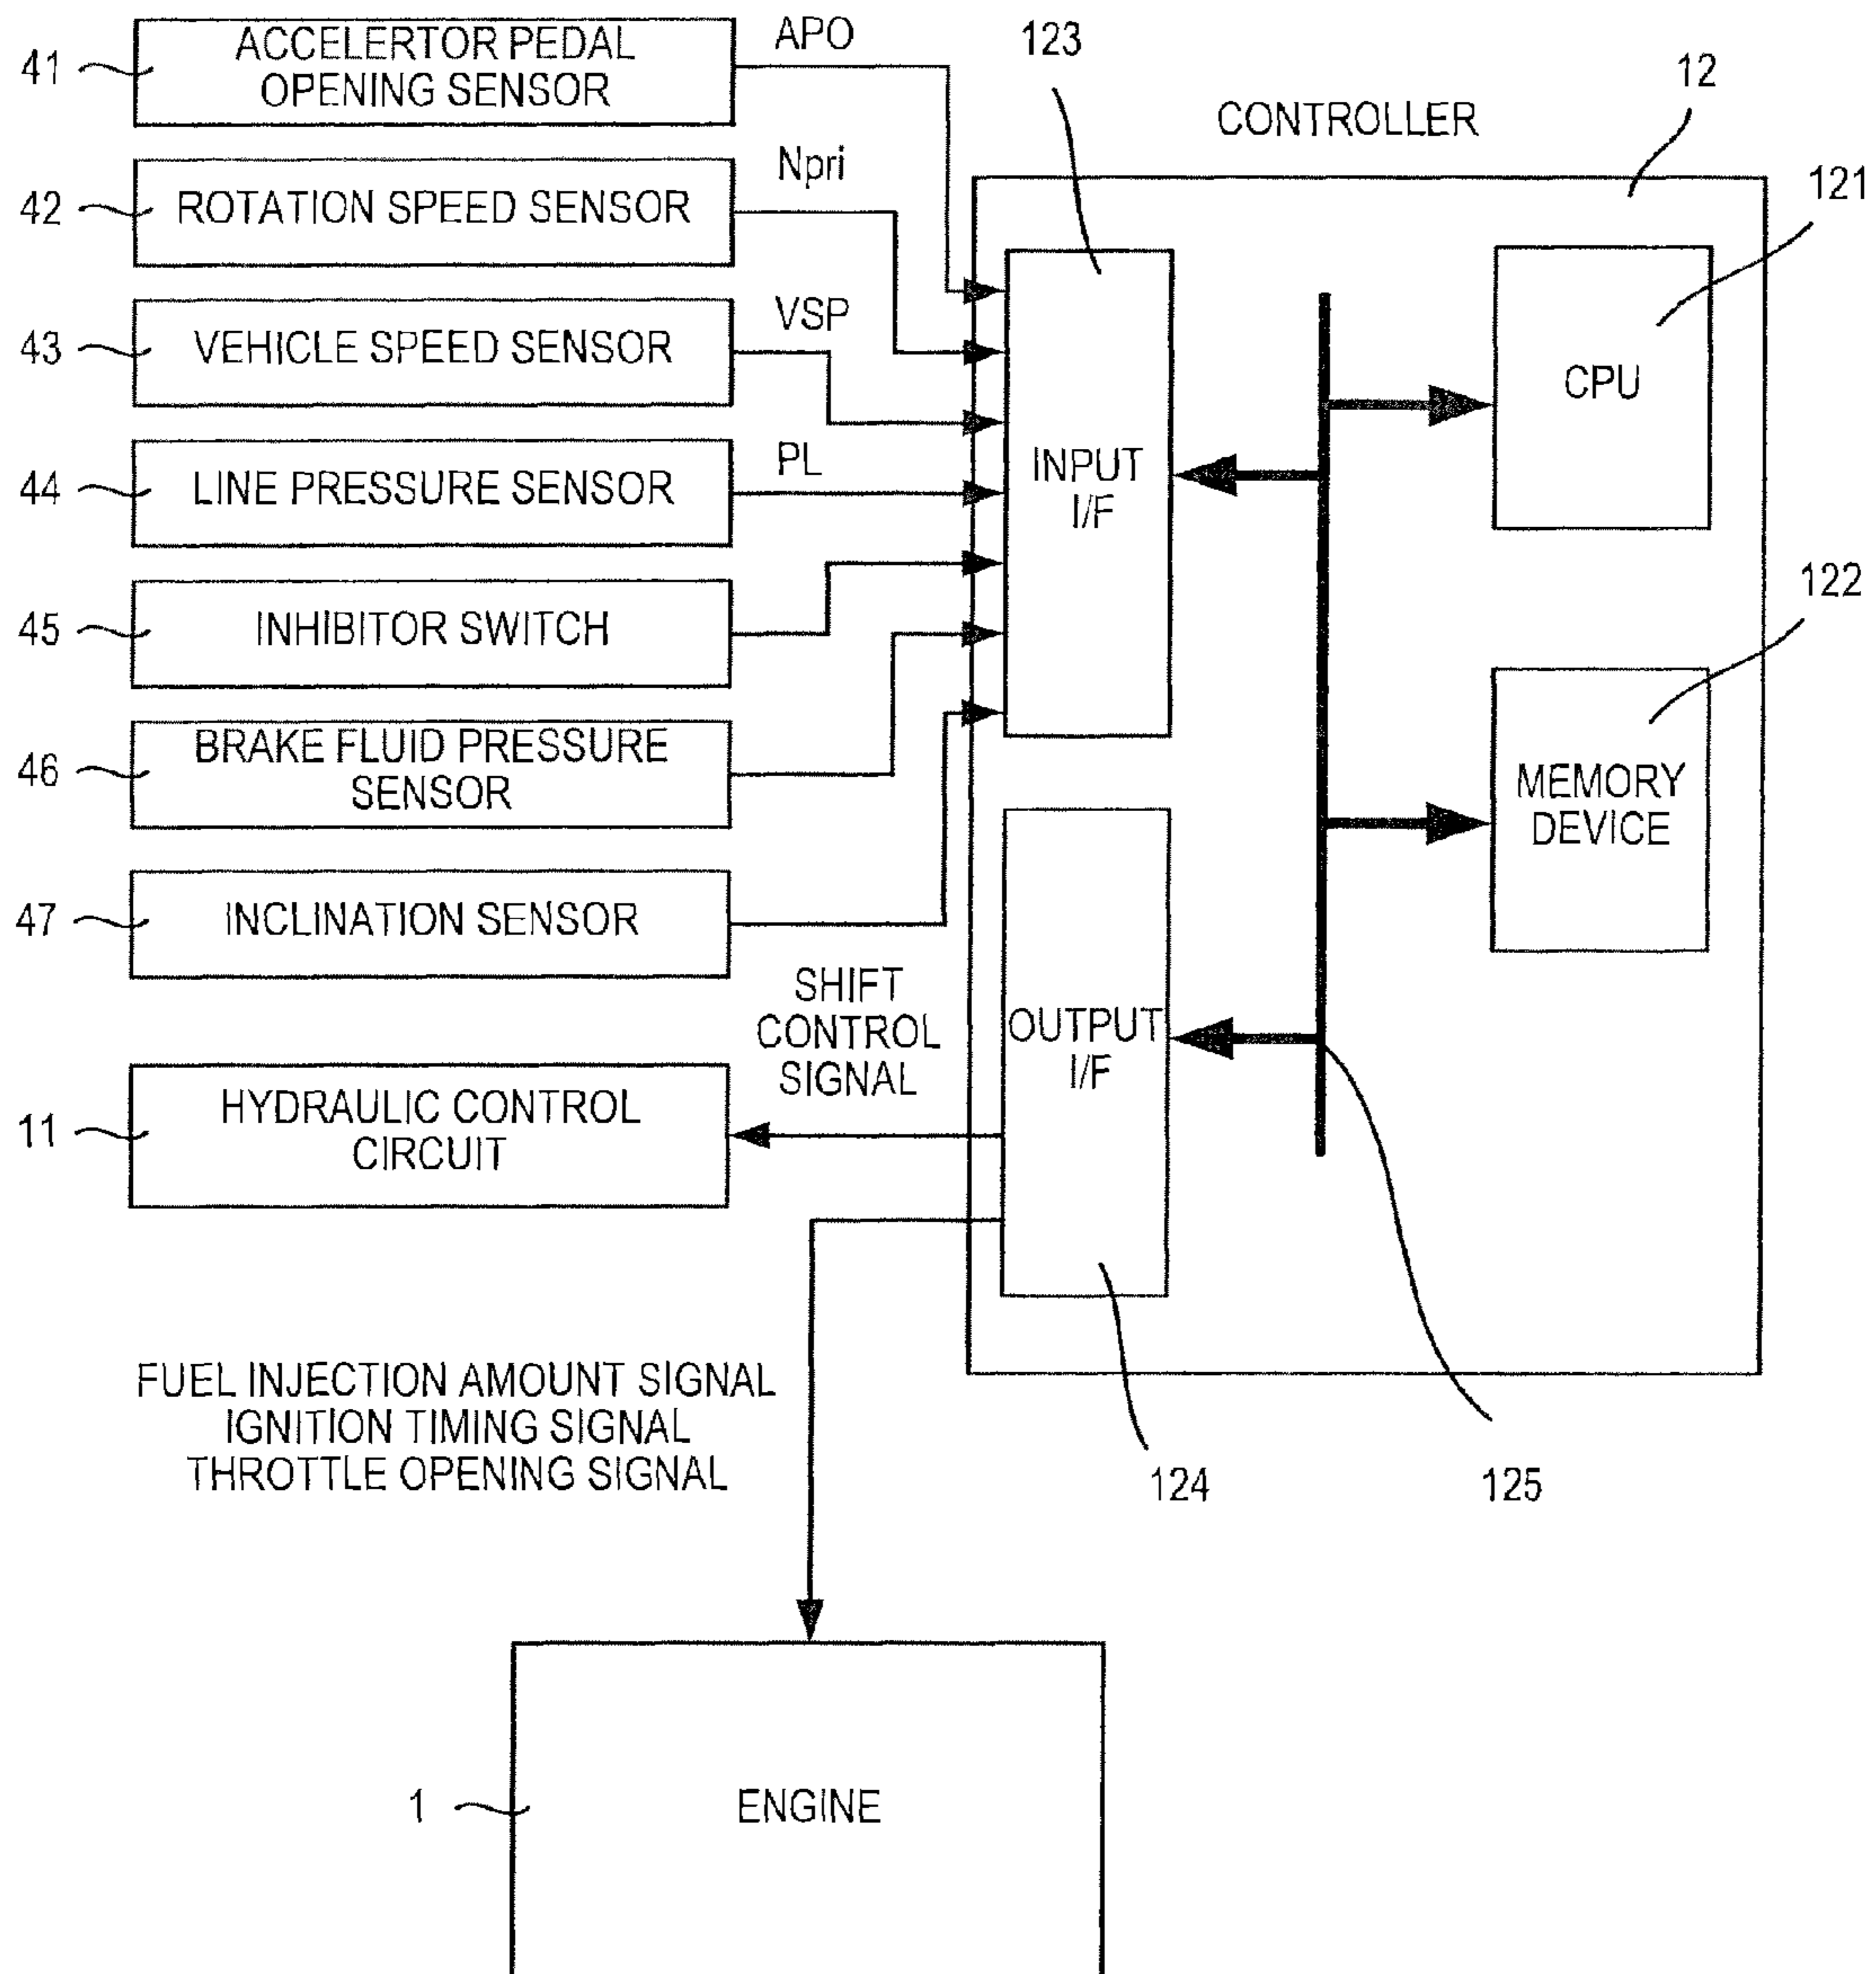 41
ACCELERTOR PEDAL
OPENING SENSOR
APO
123
12
CONTROLLER
121
42
ROTATION SPEED SENSOR
Npri
43
VEHICLE SPEED SENSOR
VSP
CPU
44
LINE PRESSURE SENSOR
PL
INPUT
I/F
122
45
INHIBITOR SWITCH
46
BRAKE FLUID PRESSURE
SENSOR
MEMORY
DEVICE
47
INCLINATION SENSOR
SHIFT
CONTROL
SIGNAL
OUTPUT
I/F
11
HYDRAULIC CONTROL
CIRCUIT
FUEL INJECTION AMOUNT SIGNAL
IGNITION TIMING SIGNAL
THROTTLE OPENING SIGNAL
124
125
1
ENGINE